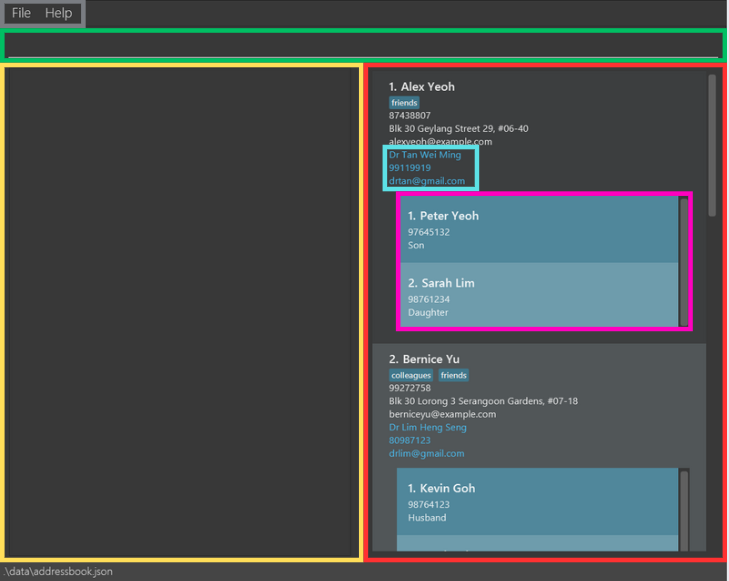 File Help
1. Alex Yeoh
friends
87438807
Blk 30 Geylang Street 29, #06-40
alexyeoh@example.com
Dr Tan Wei Ming
99119919
drtan@gmail.com
1. Peter Yeoh
97645132
Son
2. Sarah Lim
98761234
Daughter
2. Bernice Yu
colleagues friends
99272758
Blk 30 Lorong 3 Serangoon Gardens, #07-18
berniceyu@example.com
Dr Lim Heng Seng
80987123
drlim@gmail.com
1. Kevin Goh
98764123
Husband
.\data\addressbook.json